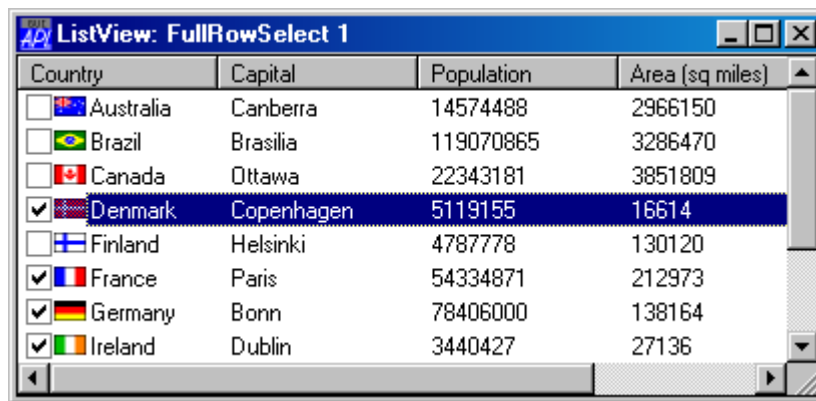 API ListView: FullRowSelect 1
Country Capital Population Area (sq miles)
Australia Canberra 14574488 2966150
Brazil Brasilia 119070865 3286470
Canada Ottawa 22343181 3851809
Denmark Copenhagen 5119155 16614
Finland Helsinki 4787778 130120
France Paris 54334871 212973
Germany Bonn 78406000 138164
Ireland Dublin 3440427 27136